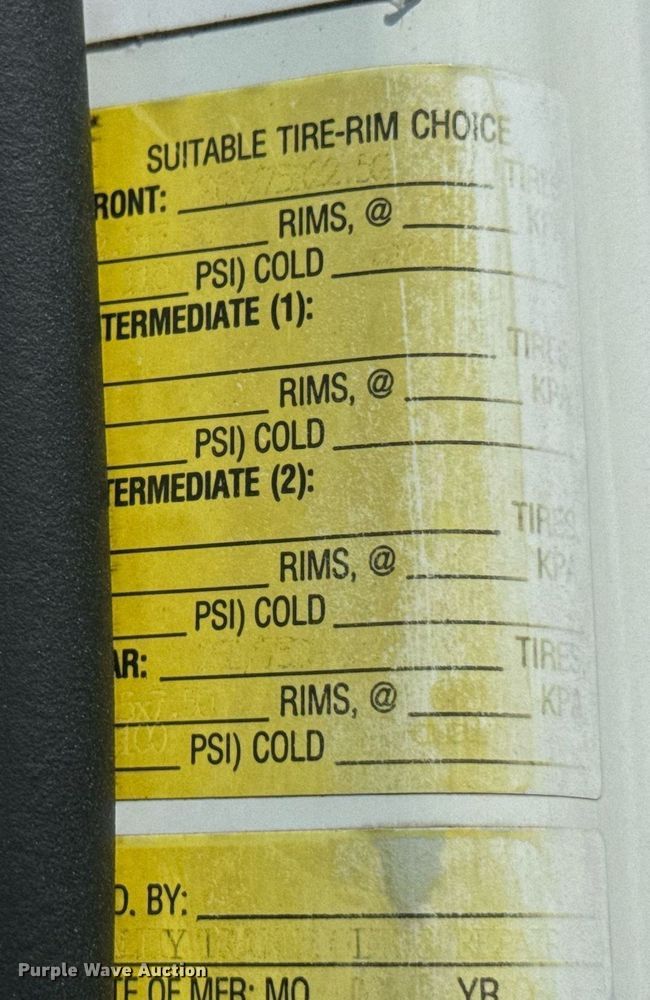 SUITABLE TIRE-RIM CHOICE
RONT: TIRES
RIMS, @ KPA
PSI) COLD
TERMEDIATE (1):
TIRES,
RIMS, @ KPA
PSI) COLD
TERMEDIATE (2):
TIRES,
RIMS, @ KPA
PSI) COLD
AR: TIRES,
RIMS, @ KPA
PSI) COLD
D. BY:
Purple Wave Auction
TE OF MFR: MO. YR.